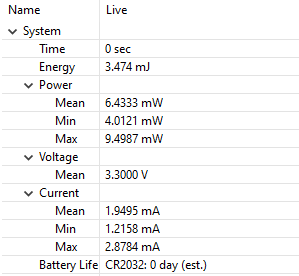 Name Live
System
Time 0 sec
Energy 3.474 mJ
Power
Mean 6.4333 mW
Min 4.0121 mW
Max 9.4987 mW
Voltage
Mean 3.3000 V
Current
Mean 1.9495 mA
Min 1.2158 mA
Max 2.8784 mA
Battery Life CR2032: 0 day (est.)